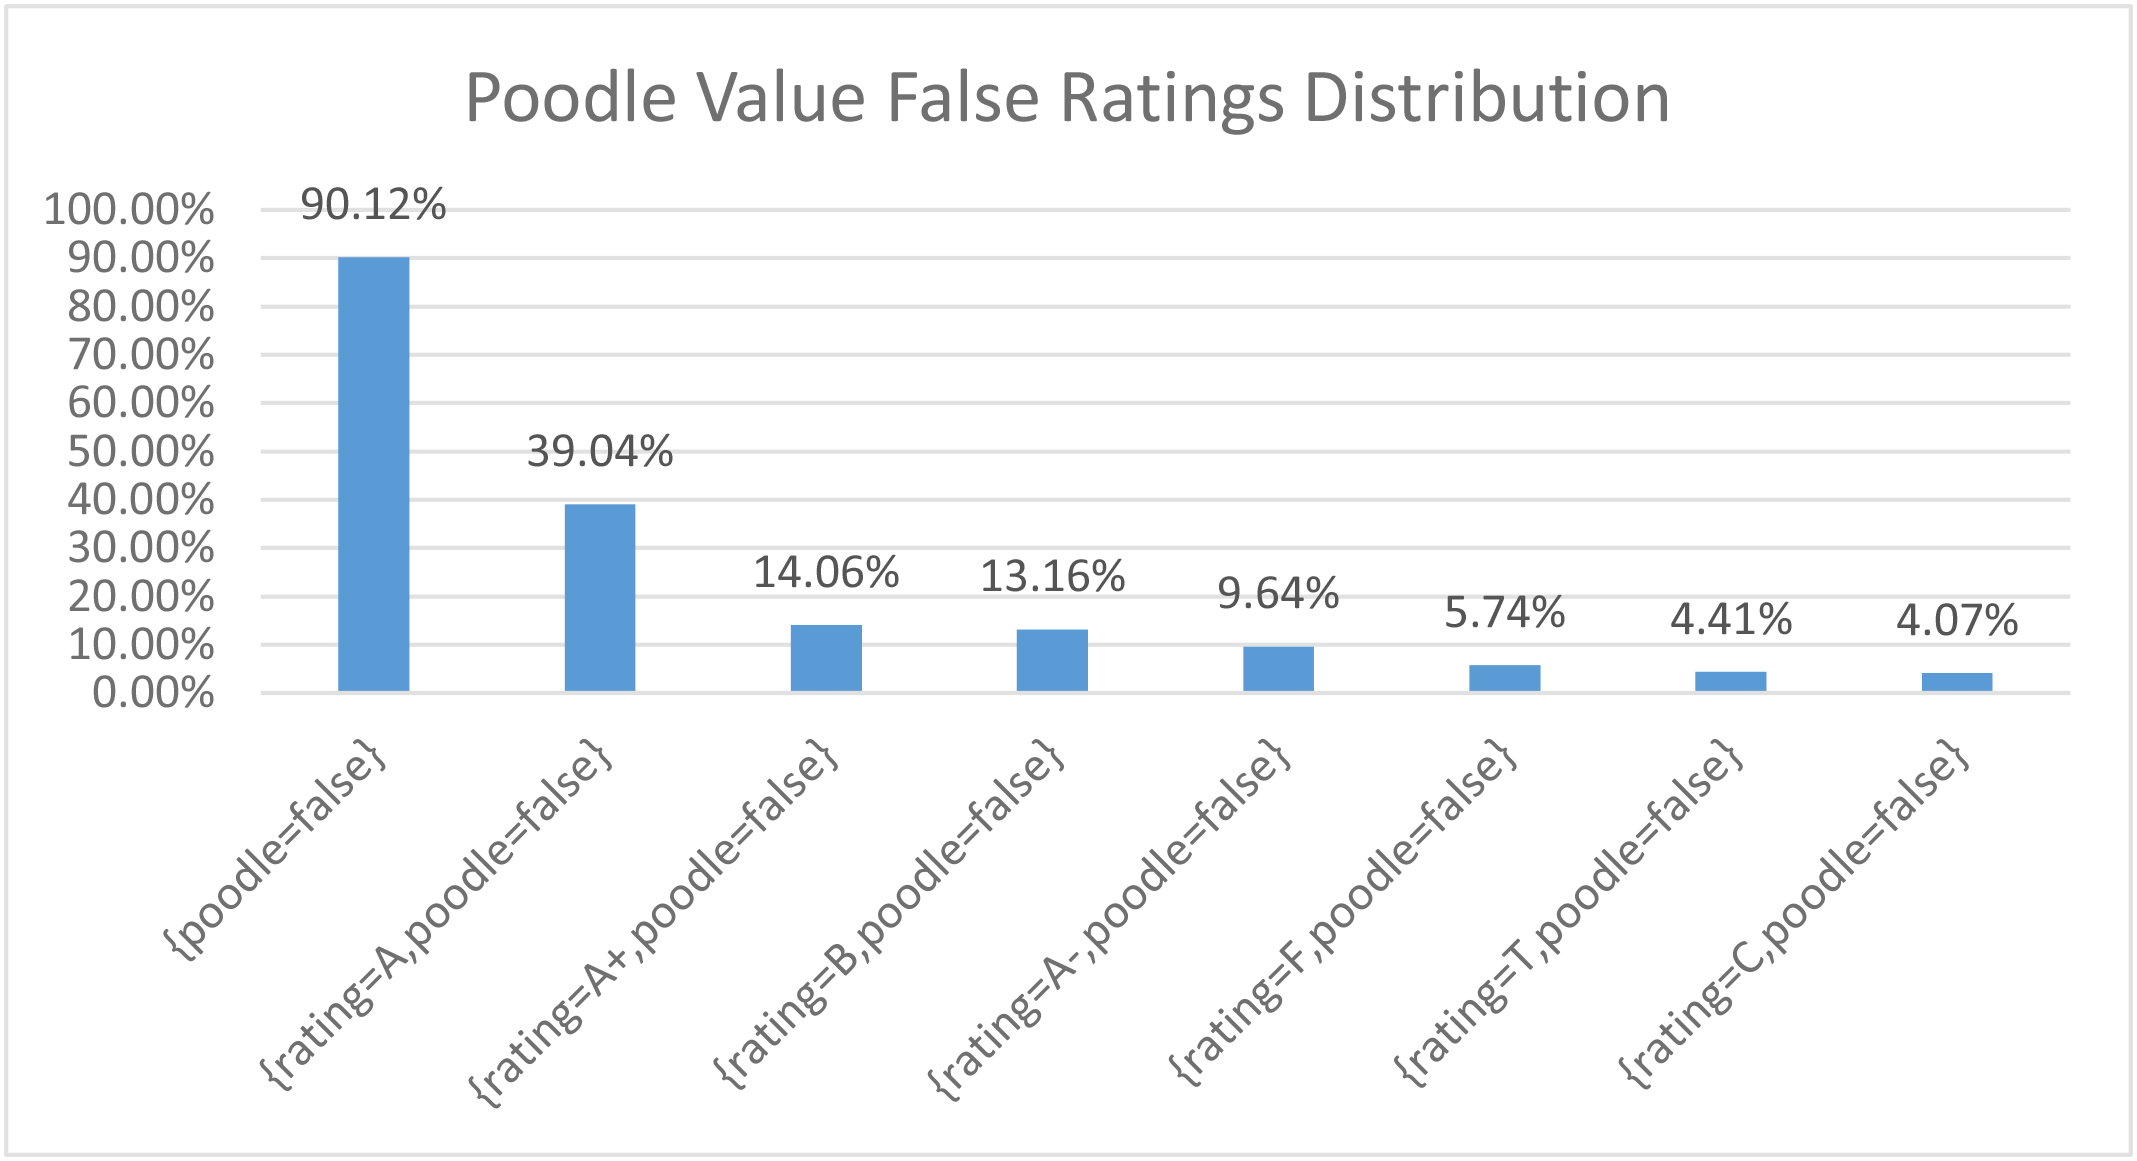 Poodle Value False Ratings Distribution
100.00%
90.00%
80.00%
70.00%
60.00%
50.00%
40.00%
30.00%
20.00%
10.00%
0.00%
90.12%
39.04%
14.06%
13.16%
9.64%
5.74%
4.41%
4.07%
{poodle=false}
{rating=A,poodle=false}
{rating=A+,poodle=false}
{rating=B,poodle=false}
{rating=A-,poodle=false}
{rating=F,poodle=false}
{rating=T,poodle=false}
{rating=C,poodle=false}